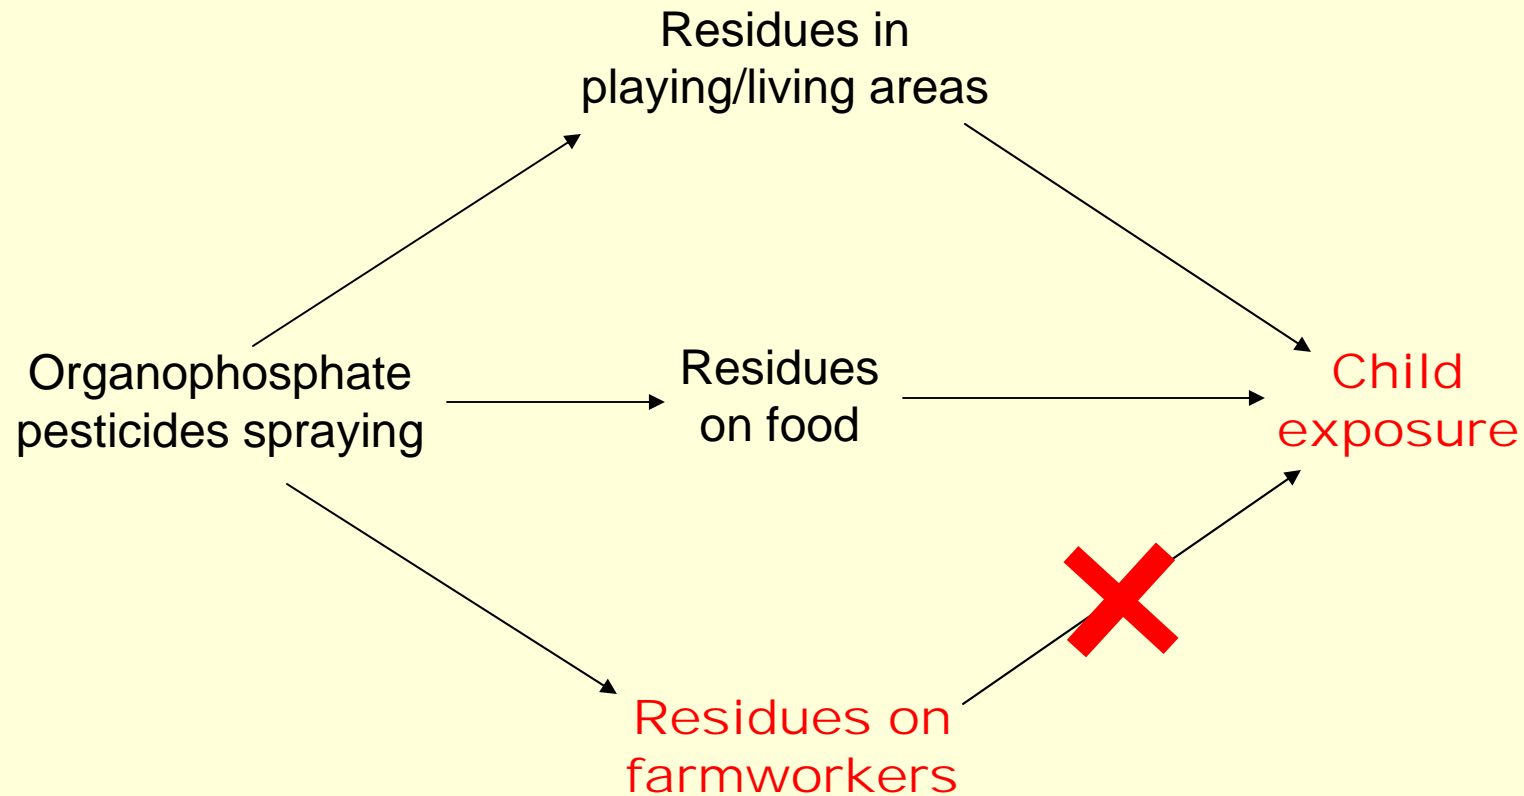 Residues in
playing/living areas
Organophosphate
pesticides spraying
Residues
on food
Child
exposure
Residues on
farmworkers